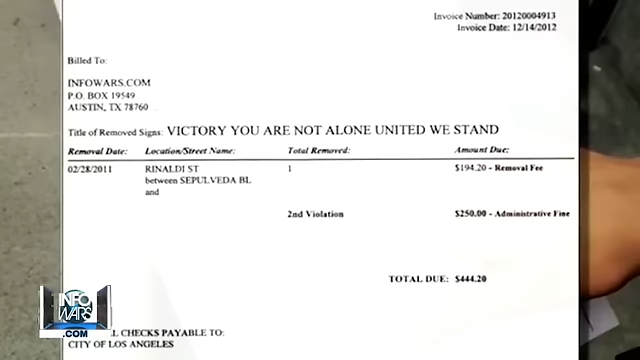 Invoice Number: 20120004913
Invoice Date: 12/14/2012
Billed To:
INFOWARS.COM
P.O. BOX 19549
AUSTIN, TX 78760
Title of Removed Signs: VICTORY YOU ARE NOT ALONE UNITED WE STAND
Removal Date: Location/Street Name: Total Removed: Amount Due:
02/28/2011 RINALDI ST 1 $194.20 - Removal Fee
between SEPULVEDA BL
and
2nd Violation $250.00 - Administrative Fine
TOTAL DUE: $444.20
CHECKS PAYABLE TO:
CITY OF LOS ANGELES
INFO
WARS
.COM